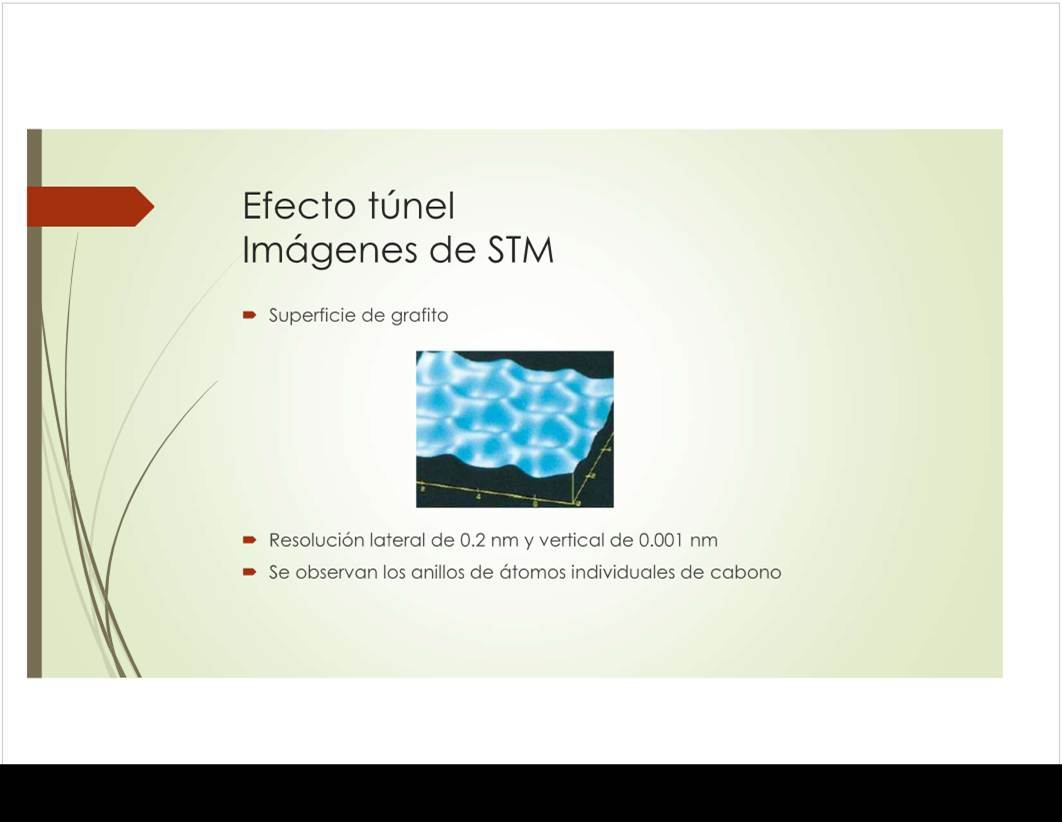 Efecto túnel
Imágenes de STM
Superficie de grafito
Resolución lateral de 0.2 nm y vertical de 0.001 nm
Se observan los anillos de átomos individuales de cabono